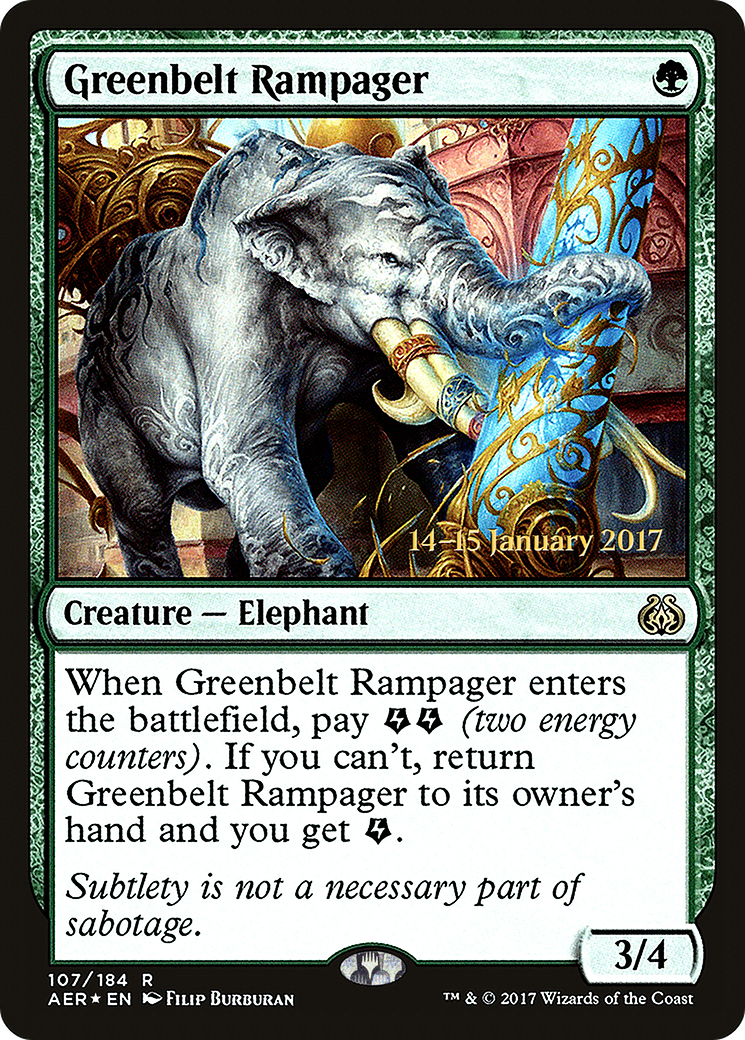 Greenbelt Rampager
14–15 January 2017
Creature — Elephant
When Greenbelt Rampager enters
the battlefield, pay (two energy
counters). If you can't, return
Greenbelt Rampager to its owner's
hand and you get .
Subtlety is not a necessary part of
sabotage.
3/4
107/184 R
AER★EN Filip Burburan
™ & © 2017 Wizards of the Coast